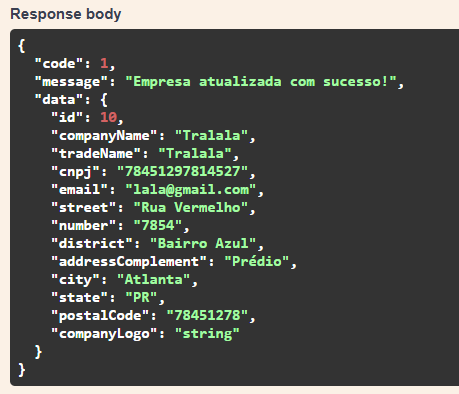 Response body
{
  "code": 1,
  "message": "Empresa atualizada com sucesso!",
  "data": {
    "id": 10,
    "companyName": "Tralala",
    "tradeName": "Tralala",
    "cnpj": "78451297814527",
    "email": "lala@gmail.com",
    "street": "Rua Vermelho",
    "number": "7854",
    "district": "Bairro Azul",
    "addressComplement": "Prédio",
    "city": "Atlanta",
    "state": "PR",
    "postalCode": "78451278",
    "companyLogo": "string"
  }
}